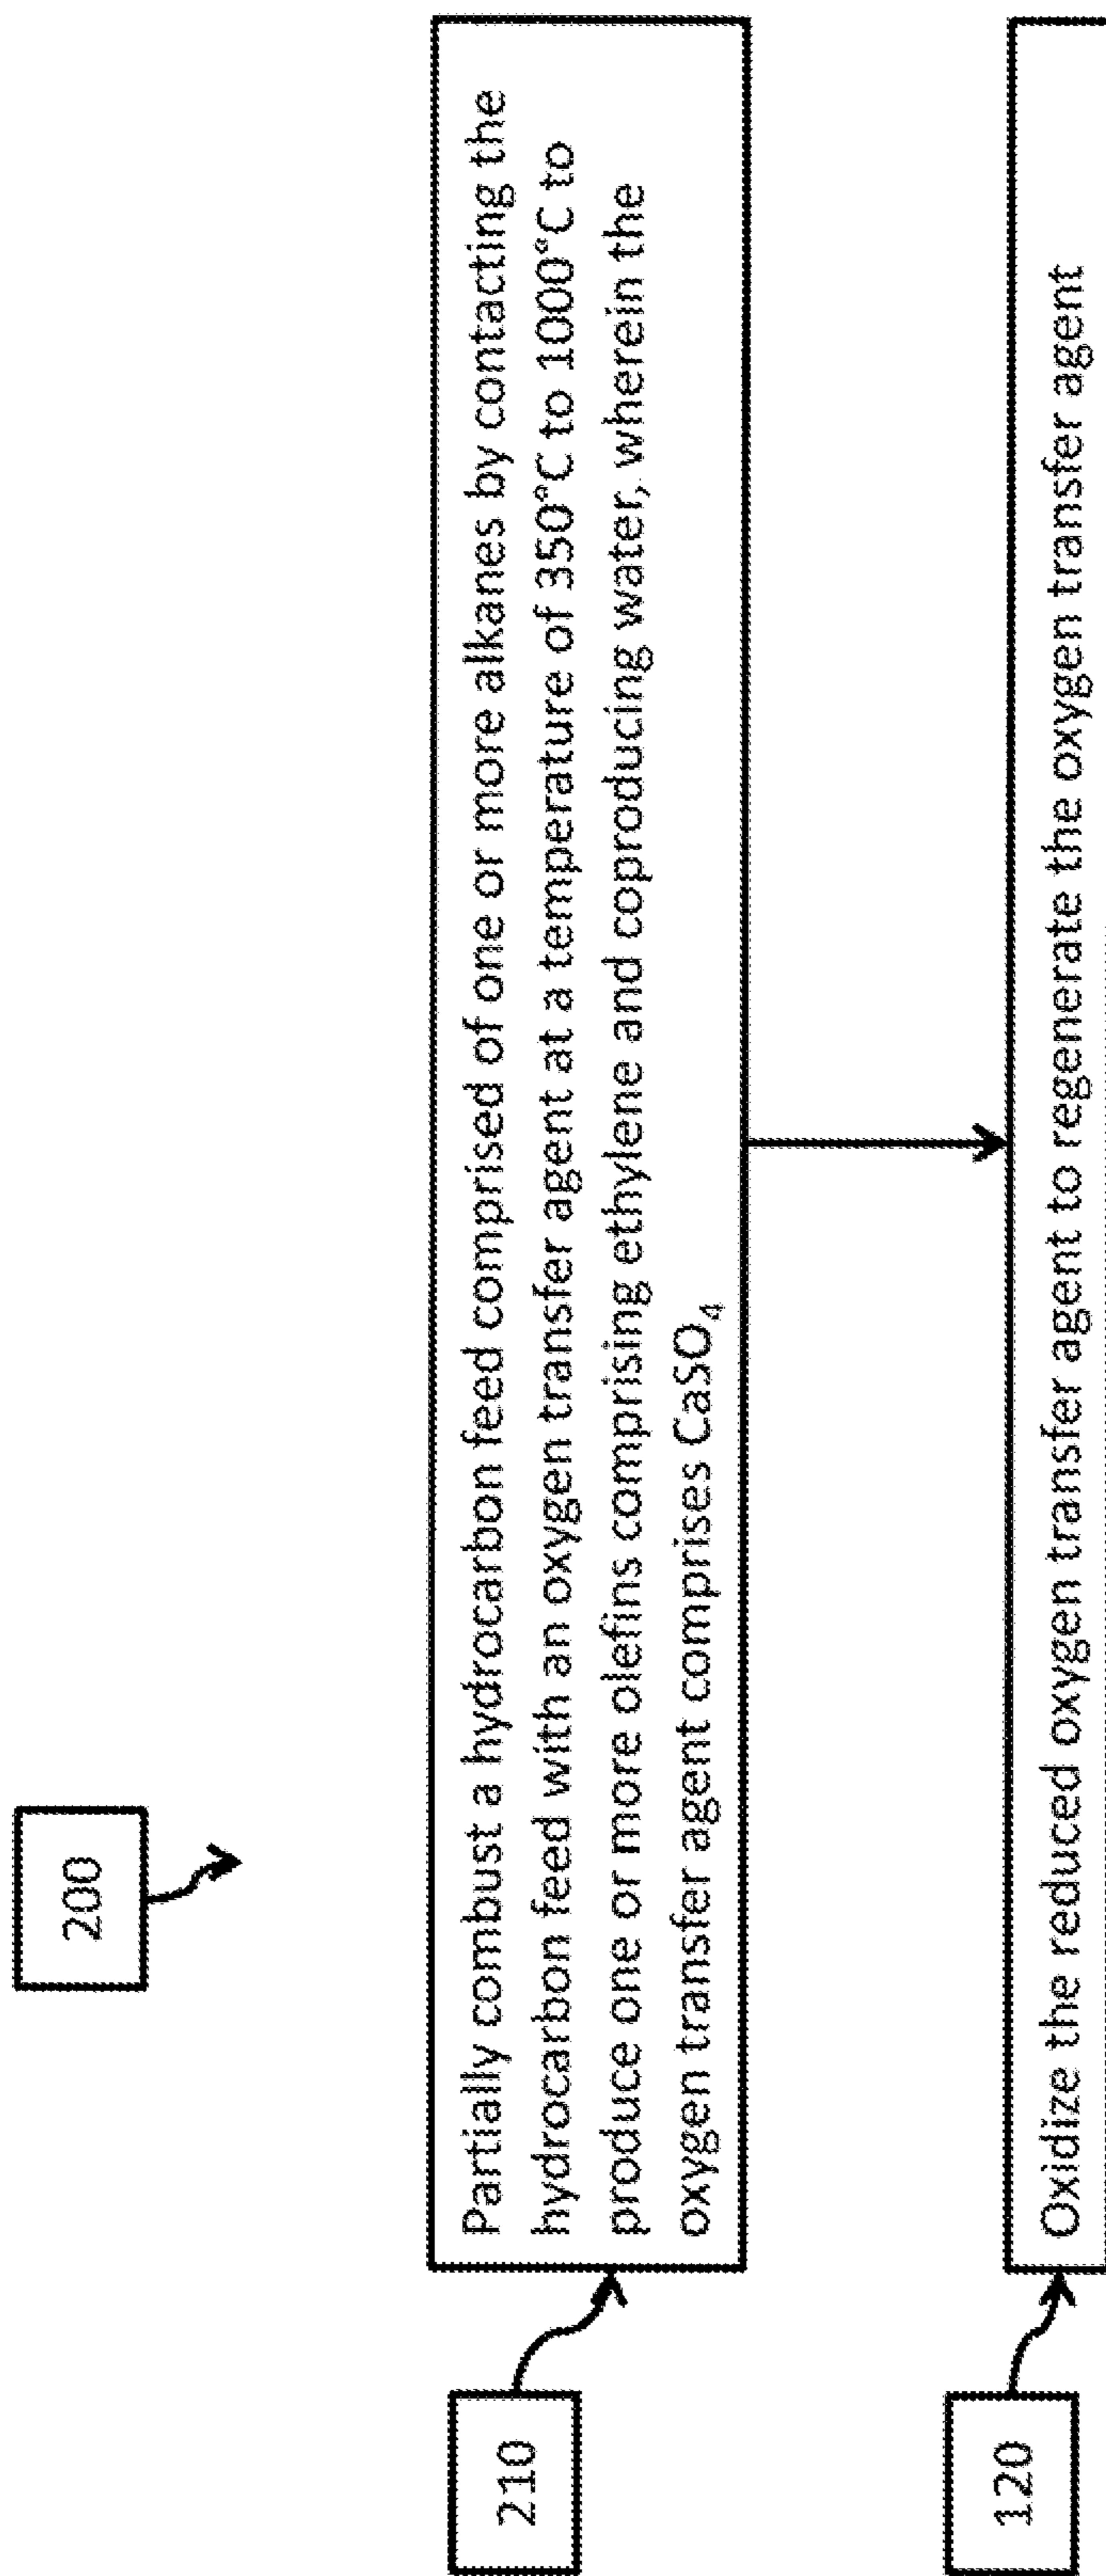 200
210
Partially combust a hydrocarbon feed comprised of one or more alkanes by contacting the
hydrocarbon feed with an oxygen transfer agent at a temperature of 350°C to 1000°C to
produce one or more olefins comprising ethylene and coproducing water, wherein the
oxygen transfer agent comprises CaSO₄
120
Oxidize the reduced oxygen transfer agent to regenerate the oxygen transfer agent